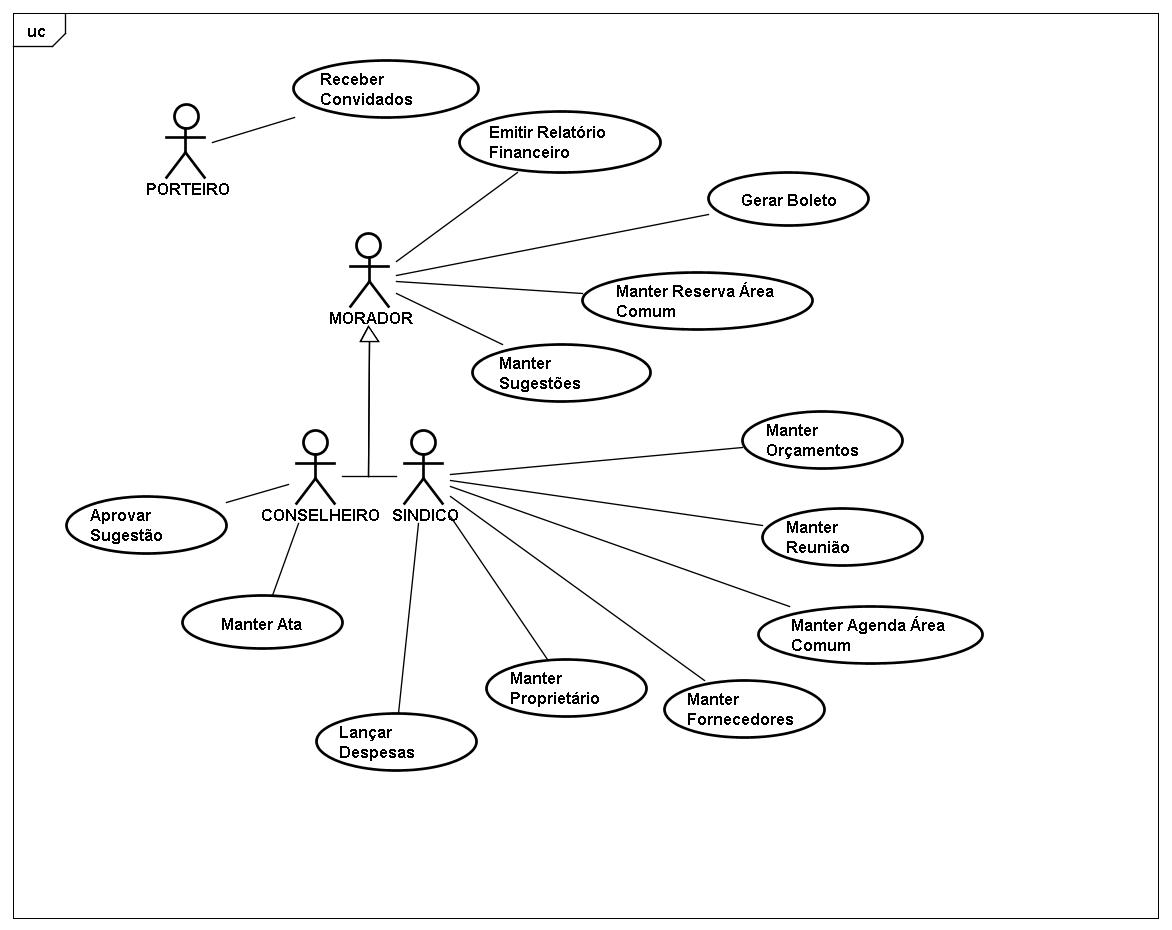 uc
Receber
Convidados
PORTEIRO
Emitir Relatório
Financeiro
Gerar Boleto
MORADOR
Manter Reserva Área
Comum
Manter
Sugestões
Manter
Orçamentos
CONSELHEIRO
SINDICO
Aprovar
Sugestão
Manter
Reunião
Manter Ata
Manter Agenda Área
Comum
Manter
Proprietário
Manter
Fornecedores
Lançar
Despesas